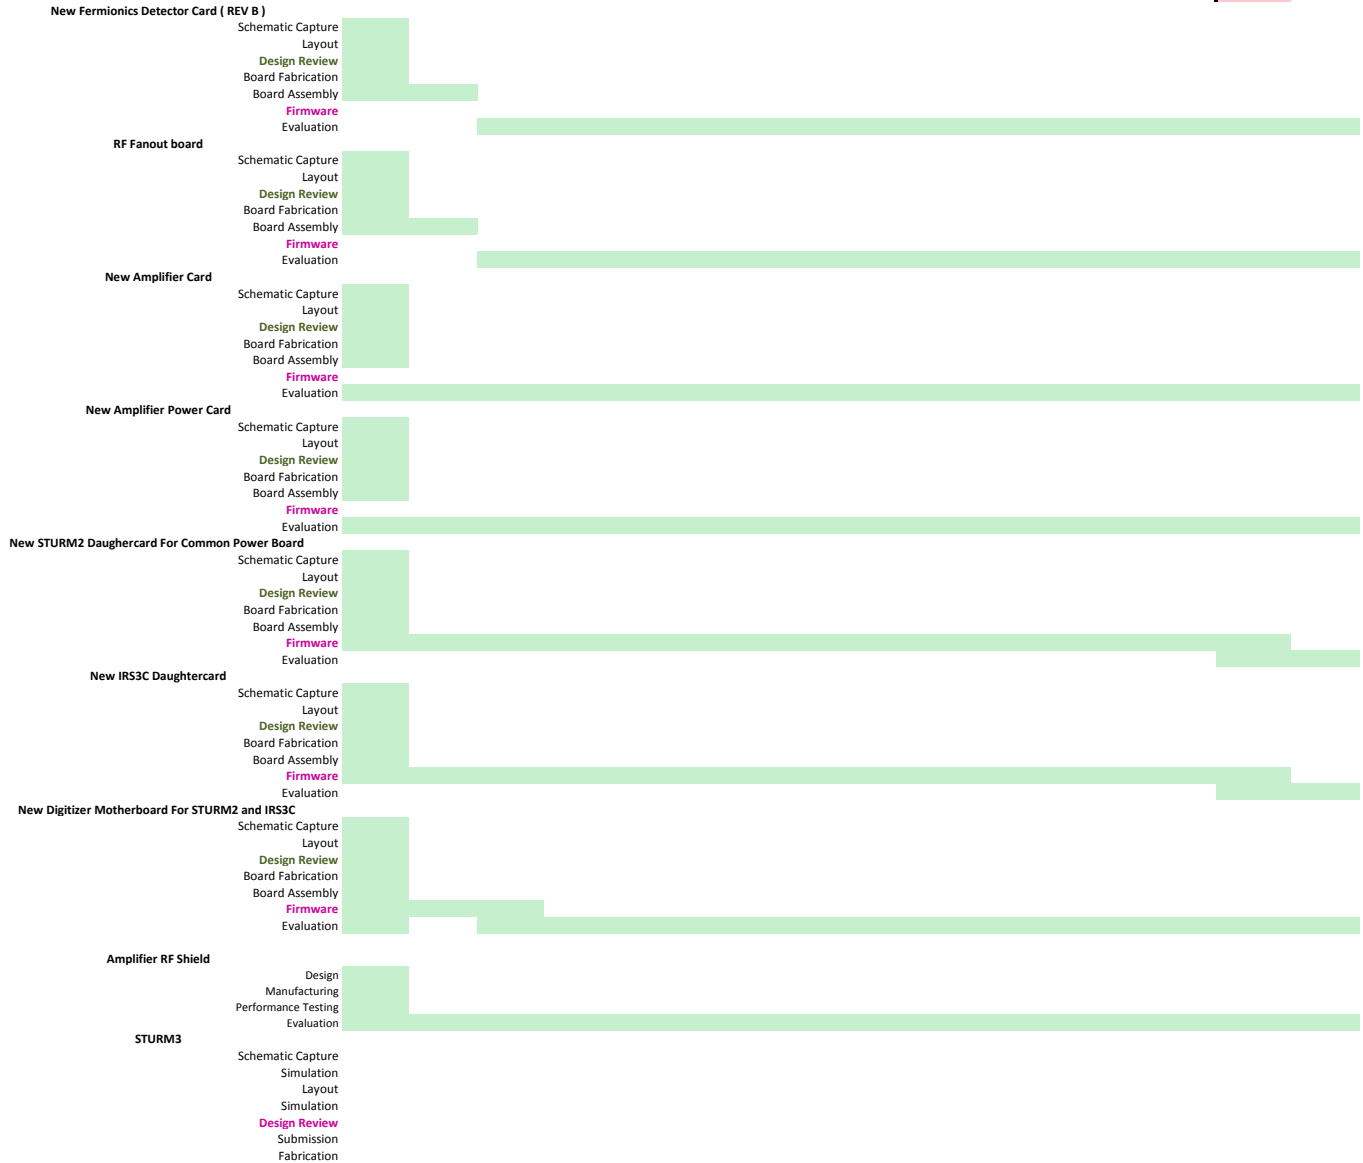 New Fermionics Detector Card ( REV B )
Schematic Capture
Layout
Design Review
Board Fabrication
Board Assembly
Firmware
Evaluation
RF Fanout board
Schematic Capture
Layout
Design Review
Board Fabrication
Board Assembly
Firmware
Evaluation
New Amplifier Card
Schematic Capture
Layout
Design Review
Board Fabrication
Board Assembly
Firmware
Evaluation
New Amplifier Power Card
Schematic Capture
Layout
Design Review
Board Fabrication
Board Assembly
Firmware
Evaluation
New STURM2 Daughercard For Common Power Board
Schematic Capture
Layout
Design Review
Board Fabrication
Board Assembly
Firmware
Evaluation
New IRS3C Daughtercard
Schematic Capture
Layout
Design Review
Board Fabrication
Board Assembly
Firmware
Evaluation
New Digitizer Motherboard For STURM2 and IRS3C
Schematic Capture
Layout
Design Review
Board Fabrication
Board Assembly
Firmware
Evaluation
Amplifier RF Shield
Design
Manufacturing
Performance Testing
Evaluation
STURM3
Schematic Capture
Simulation
Layout
Simulation
Design Review
Submission
Fabrication